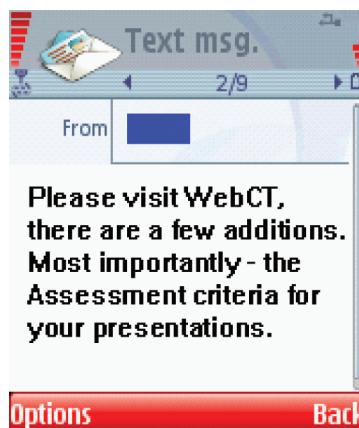 Text msg.
2/9
From
Please visit WebCT,
there are a few additions.
Most importantly - the
Assessment criteria for
your presentations.
Options Back